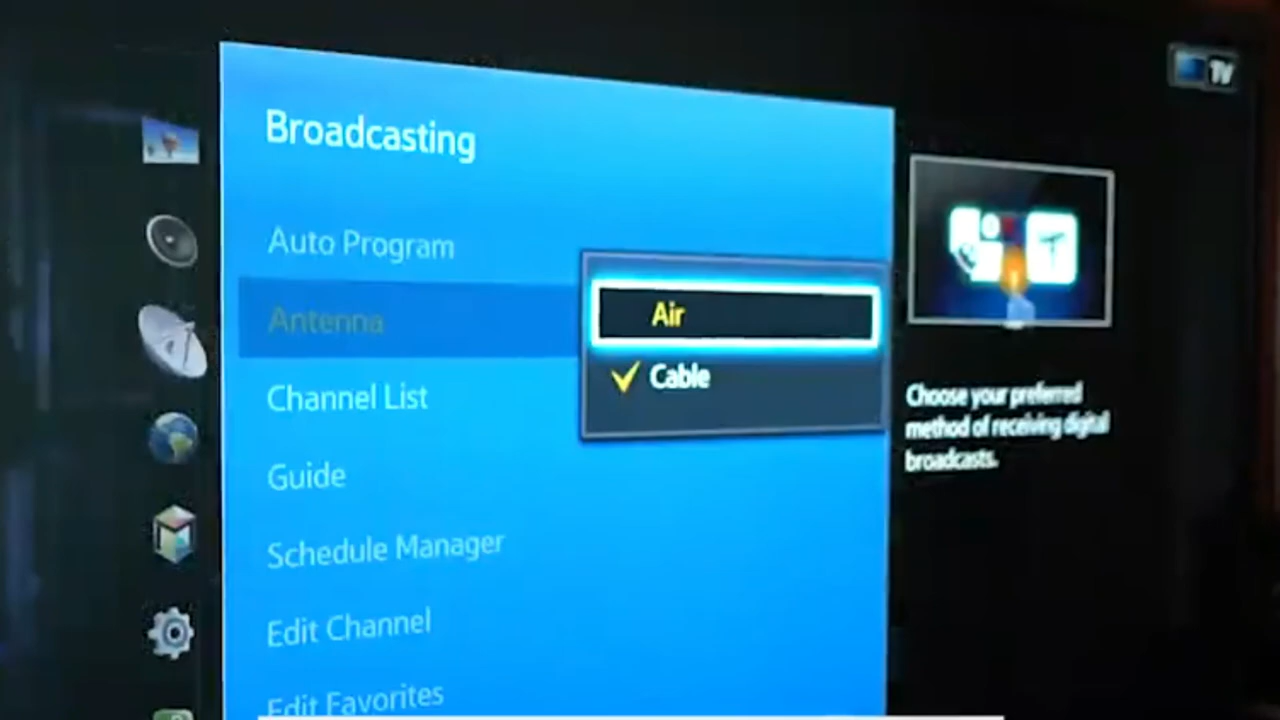 TV
Broadcasting
Auto Program
Antenna
Air
Cable
Channel List
Guide
Schedule Manager
Edit Channel
Edit Favorites
Choose your preferred
method of receiving digital
broadcasts.